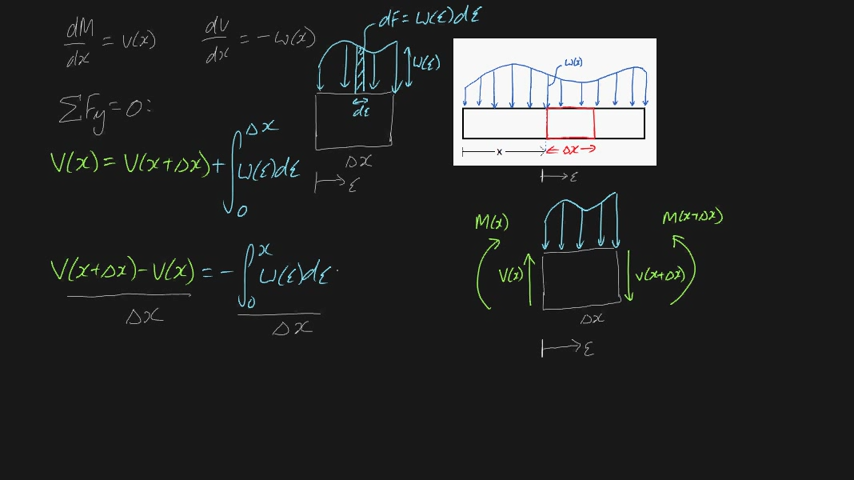 dM/dx = V(x)
dV/dx = -ω(x)
dF = ω(ε)dε
ω(ε)
dε
Δx
ε
ΣFy=0:
V(x) = V(x+Δx) + ∫₀^Δx ω(ε)dε
(V(x+Δx) - V(x))/Δx = - (∫₀^x ω(ε)dε)/Δx
ω(x)
x
Δx
ε
M(x)
M(x+Δx)
V(x)
V(x+Δx)
Δx
ε